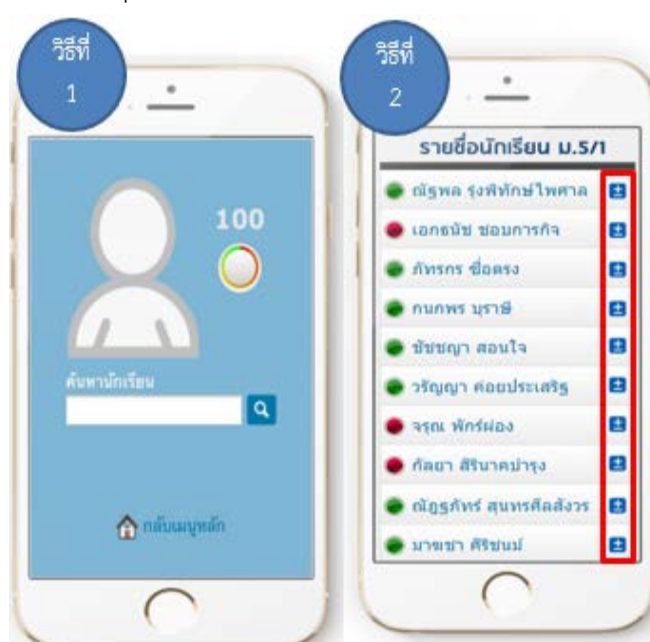 วิธีที่
1
100
ค้นหานักเรียน
กลับเมนูหลัก
วิธีที่
2
รายชื่อนักเรียน ม.5/1
ณัฐพล รุ่งพิทักษ์ไพศาล
เอกธนัช ชอบการกิจ
ภัทรกร ซื่อตรง
กนกพร บุราษี
ชัชชญา สอนใจ
วรัญญา ค่อยประเสริฐ
จรุณ พักร์ผ่อง
กัลยา สิรินาคบำรุง
ณัฎฐภัทร์ สุนทรศีลสังวร
ศิริชนม์